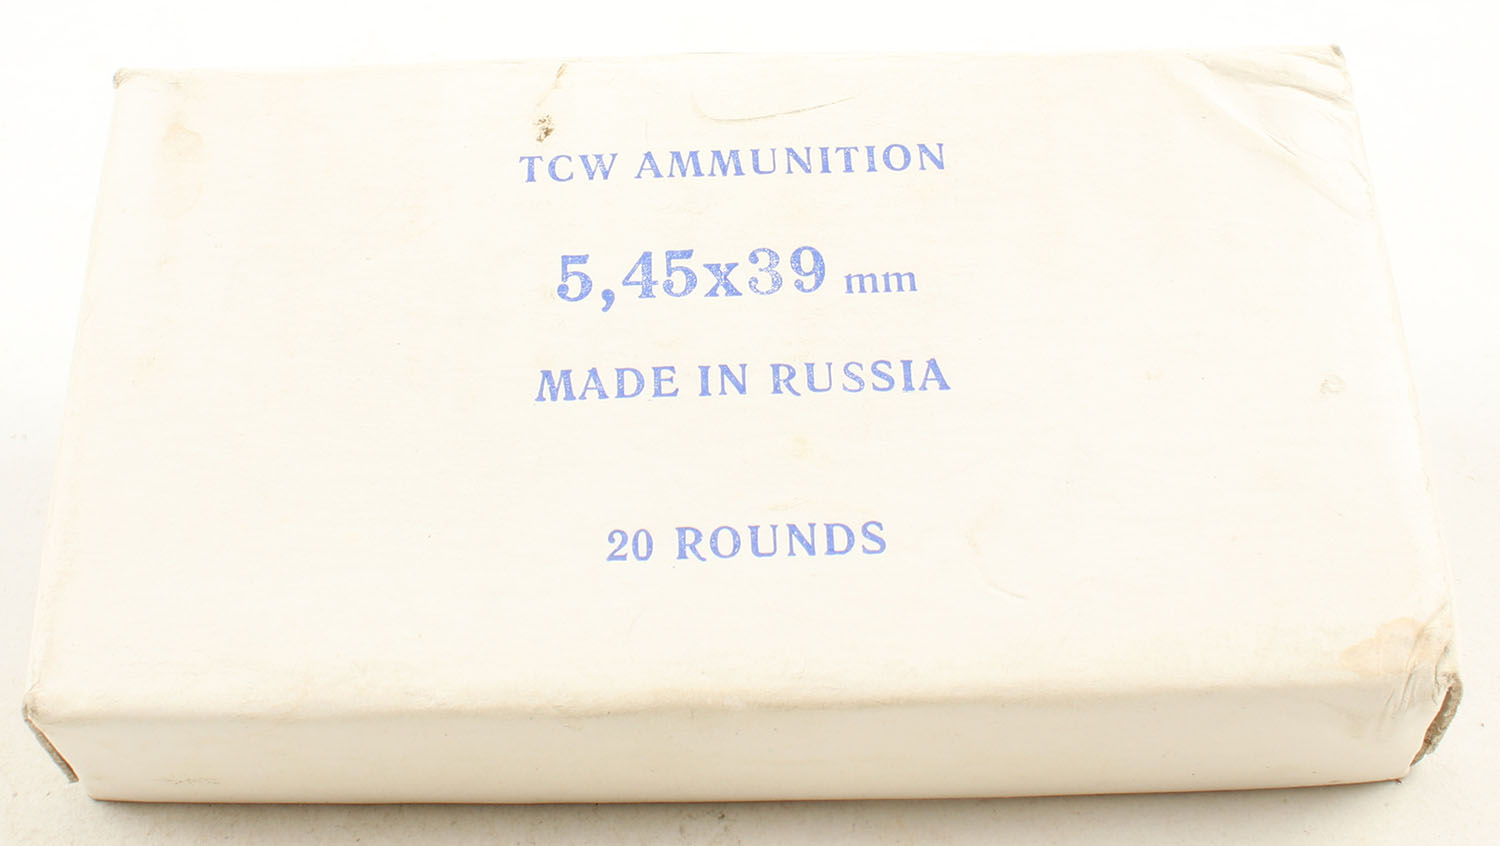 TCW AMMUNITION
5,45x39 mm
MADE IN RUSSIA
20 ROUNDS